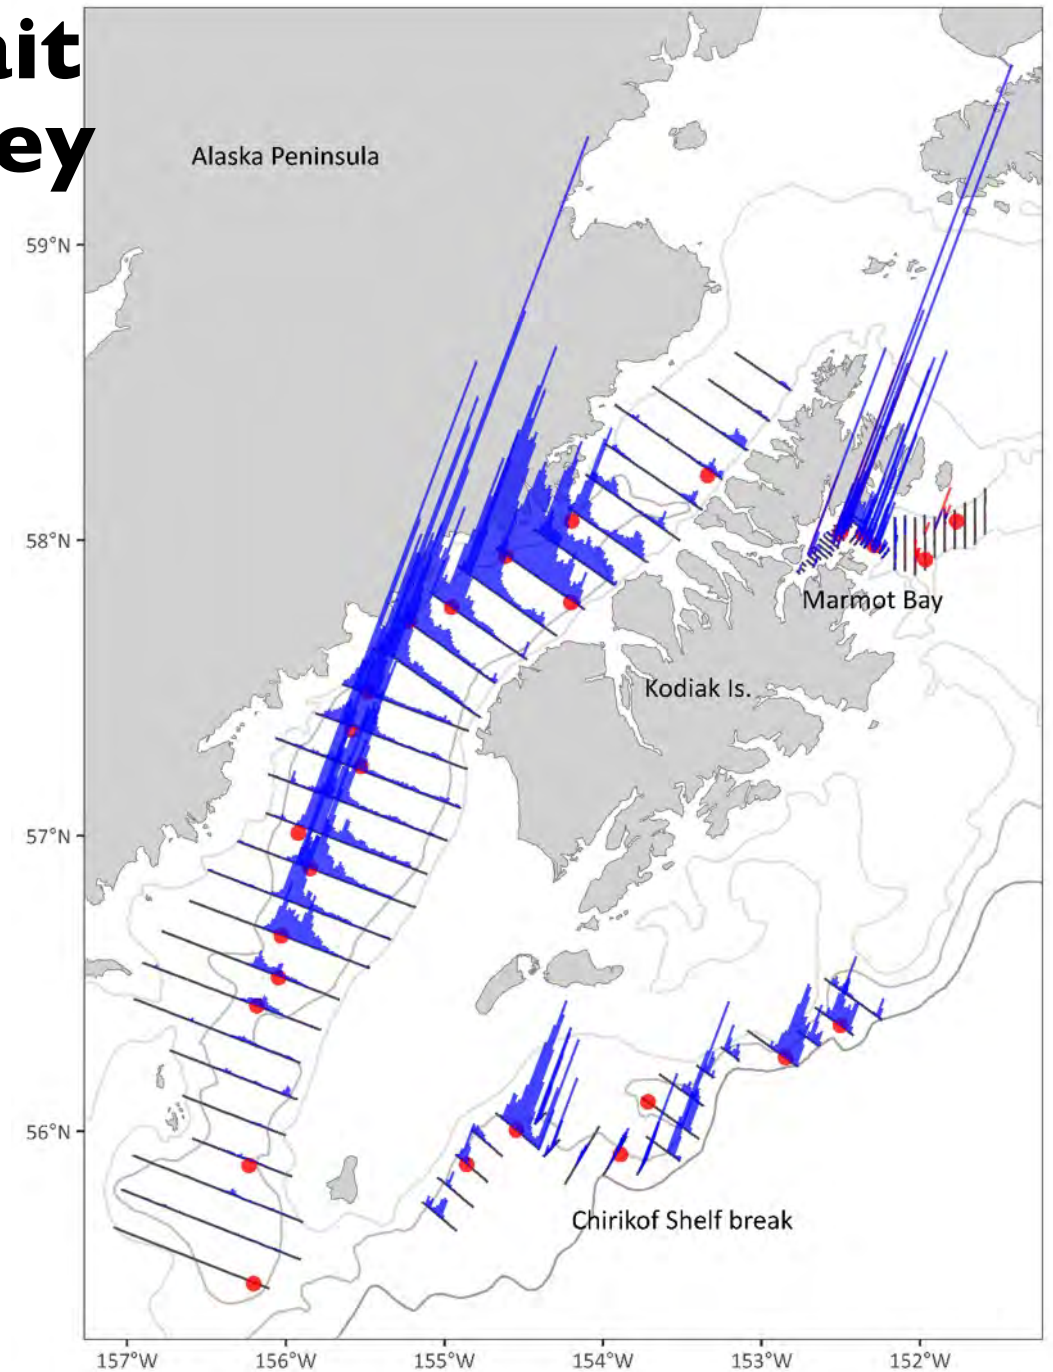 ait
ey
Alaska Peninsula
59°N
58°N
Marmot Bay
Kodiak Is.
57°N
56°N
Chirikof Shelf break
157°W 156°W 155°W 154°W 153°W 152°W